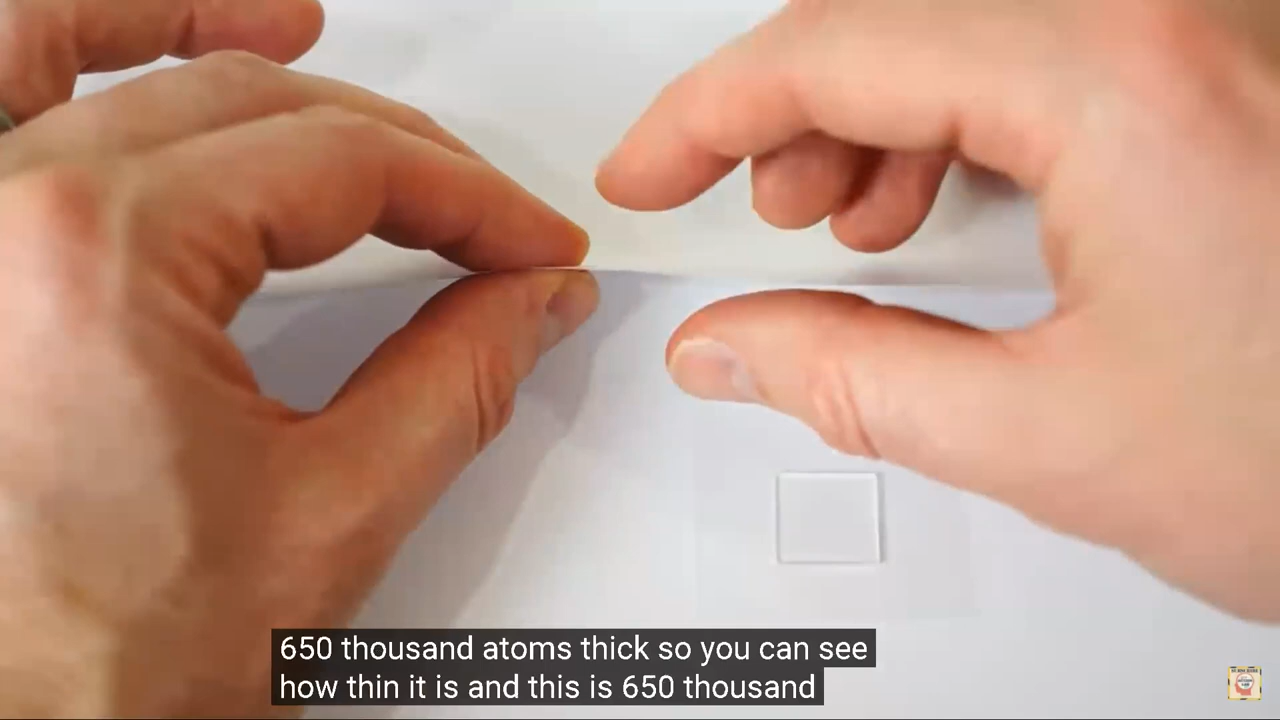 650 thousand atoms thick so you can see
how thin it is and this is 650 thousand